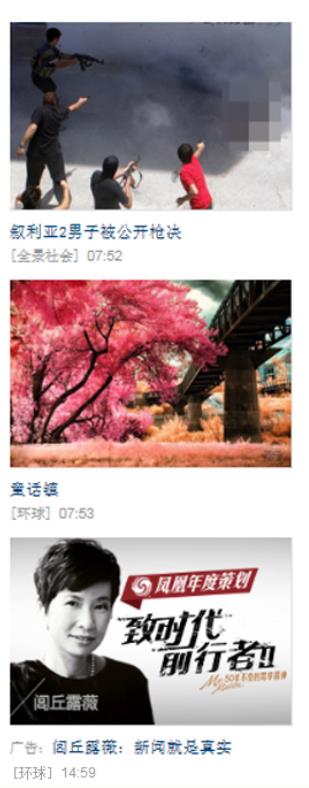 叙利亚2男子被公开枪决
[全景社会] 07:52
童话镇
[环球] 07:53
凤凰年度策划
致时代
前行者II
闾丘露薇
广告：闾丘露薇：新闻就是真实
[环球] 14:59